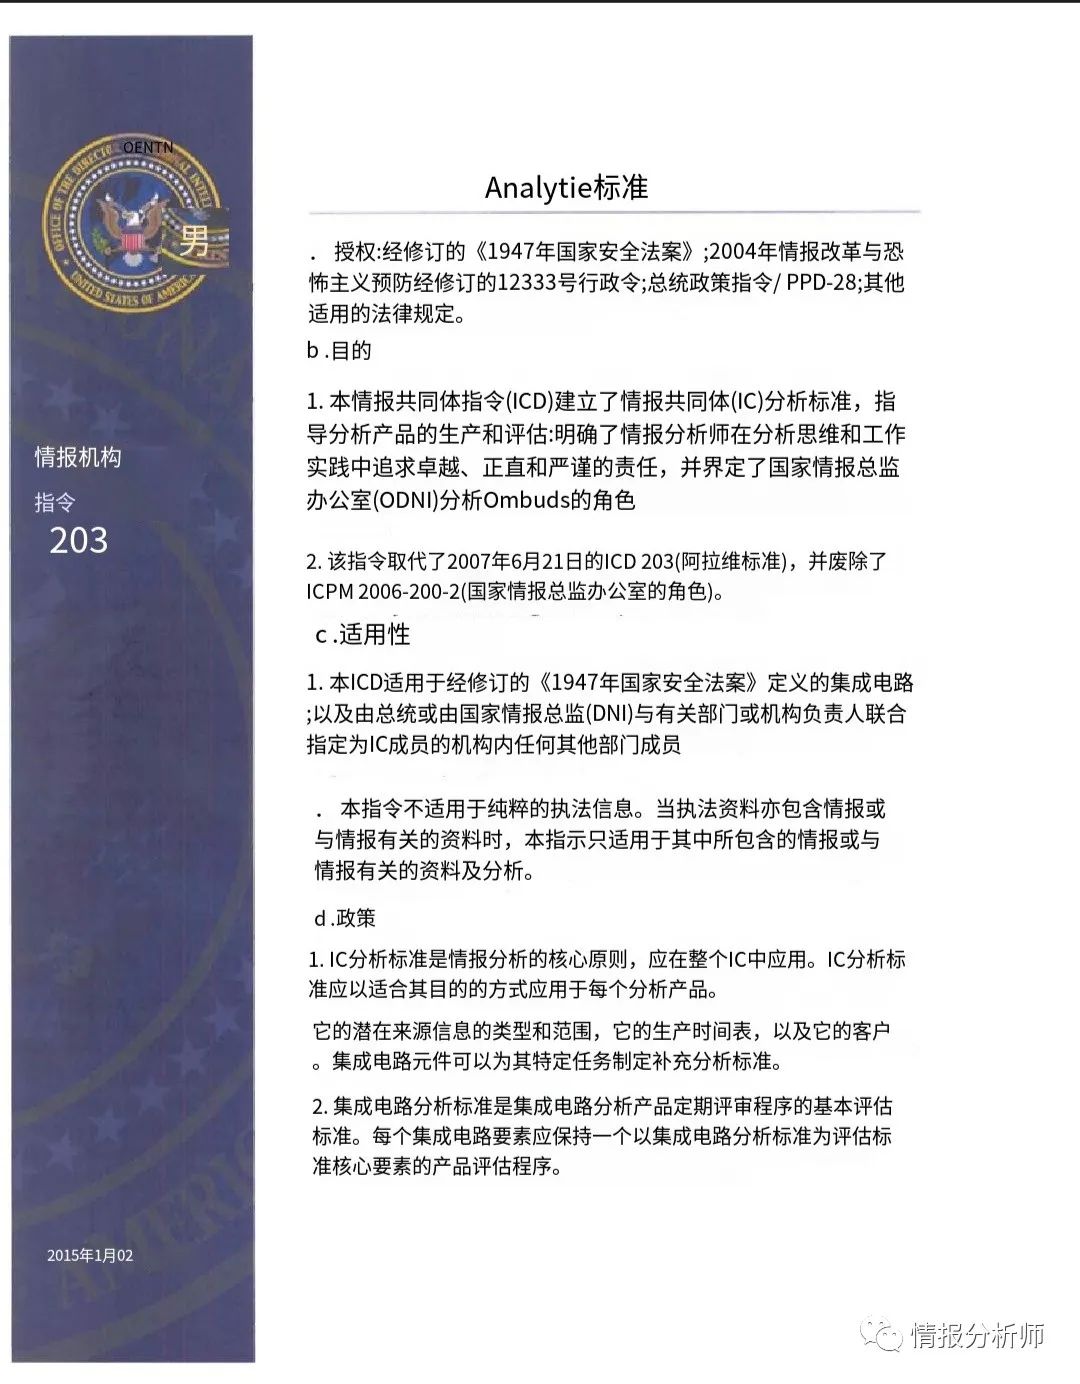 OENTN
OFFICE OF THE DIRECTO
AL INTELL
男
UNITED STATES OF AMERI
情报机构
指令
203
2015年1月02
Analytie标准
. 授权:经修订的《1947年国家安全法案》;2004年情报改革与恐
怖主义预防经修订的12333号行政令;总统政策指令/ PPD-28;其他
适用的法律规定。
b .目的
1. 本情报共同体指令(ICD)建立了情报共同体(IC)分析标准，指
导分析产品的生产和评估:明确了情报分析师在分析思维和工作
实践中追求卓越、正直和严谨的责任，并界定了国家情报总监
办公室(ODNI)分析Ombuds的角色
2. 该指令取代了2007年6月21日的ICD 203(阿拉维标准)，并废除了
ICPM 2006-200-2(国家情报总监办公室的角色)。
c .适用性
1. 本ICD适用于经修订的《1947年国家安全法案》定义的集成电路
;以及由总统或由国家情报总监(DNI)与有关部门或机构负责人联合
指定为IC成员的机构内任何其他部门成员
. 本指令不适用于纯粹的执法信息。当执法资料亦包含情报或
与情报有关的资料时，本指示只适用于其中所包含的情报或与
情报有关的资料及分析。
d .政策
1. IC分析标准是情报分析的核心原则，应在整个IC中应用。IC分析标
准应以适合其目的的方式应用于每个分析产品。
它的潜在来源信息的类型和范围，它的生产时间表，以及它的客户
。集成电路元件可以为其特定任务制定补充分析标准。
2. 集成电路分析标准是集成电路分析产品定期评审程序的基本评估
标准。每个集成电路要素应保持一个以集成电路分析标准为评估标
准核心要素的产品评估程序。
AMERIC
情报分析师